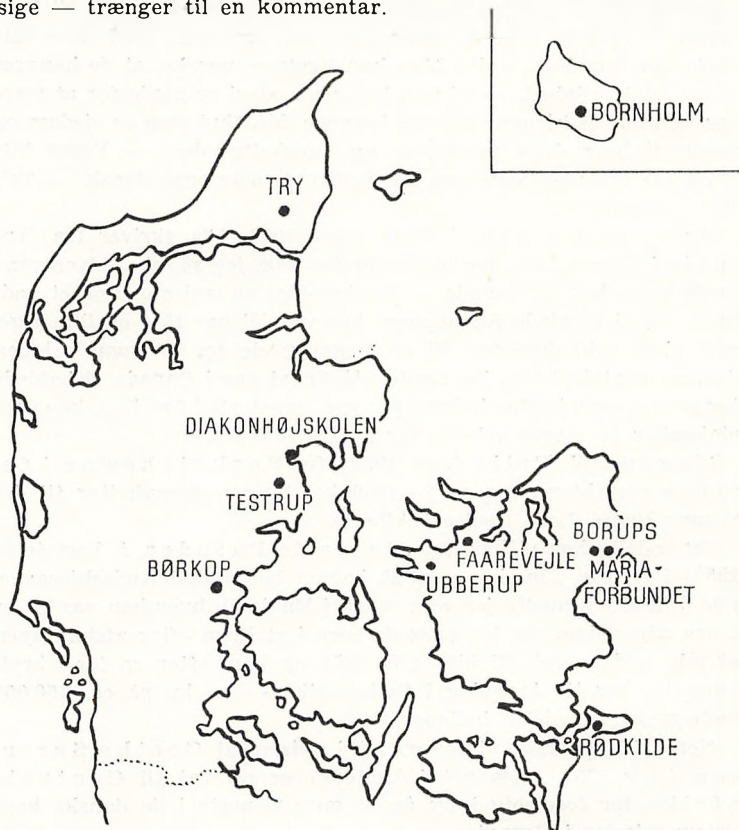 sige — trænger til en kommentar.
BORNHOLM
TRY
DIAKONHØJSKOLEN
TESTRUP
BORUPS
FAAREVEJLE
MARIA-
FORBUNDET
BØRKOP
UBBERUP
RØDKILDE